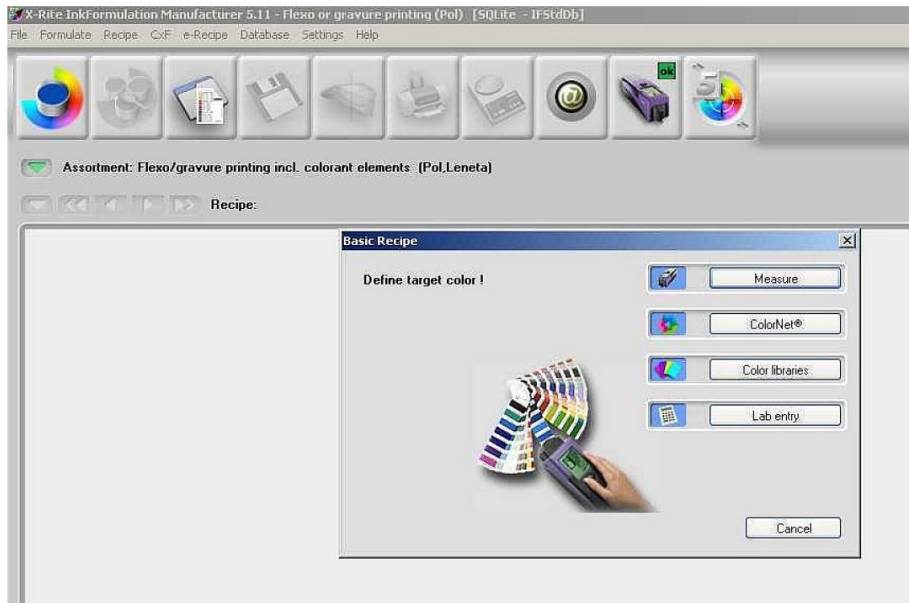 X-Rite InkFormulation Manufacturer 5.11 - Flexo or gravure printing (Pol) [SQLite - IFStdDb]
File Formulate Recipe CxF e-Recipe Database Settings Help
ok
@
Assortment: Flexo/gravure printing incl. colorant elements (Pol,Leneta)
Recipe:
Basic Recipe
Define target color !
Measure
ColorNet®
Color libraries
Lab entry
Cancel